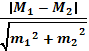 |M₁ − M₂|
√(m₁² + m₂²)